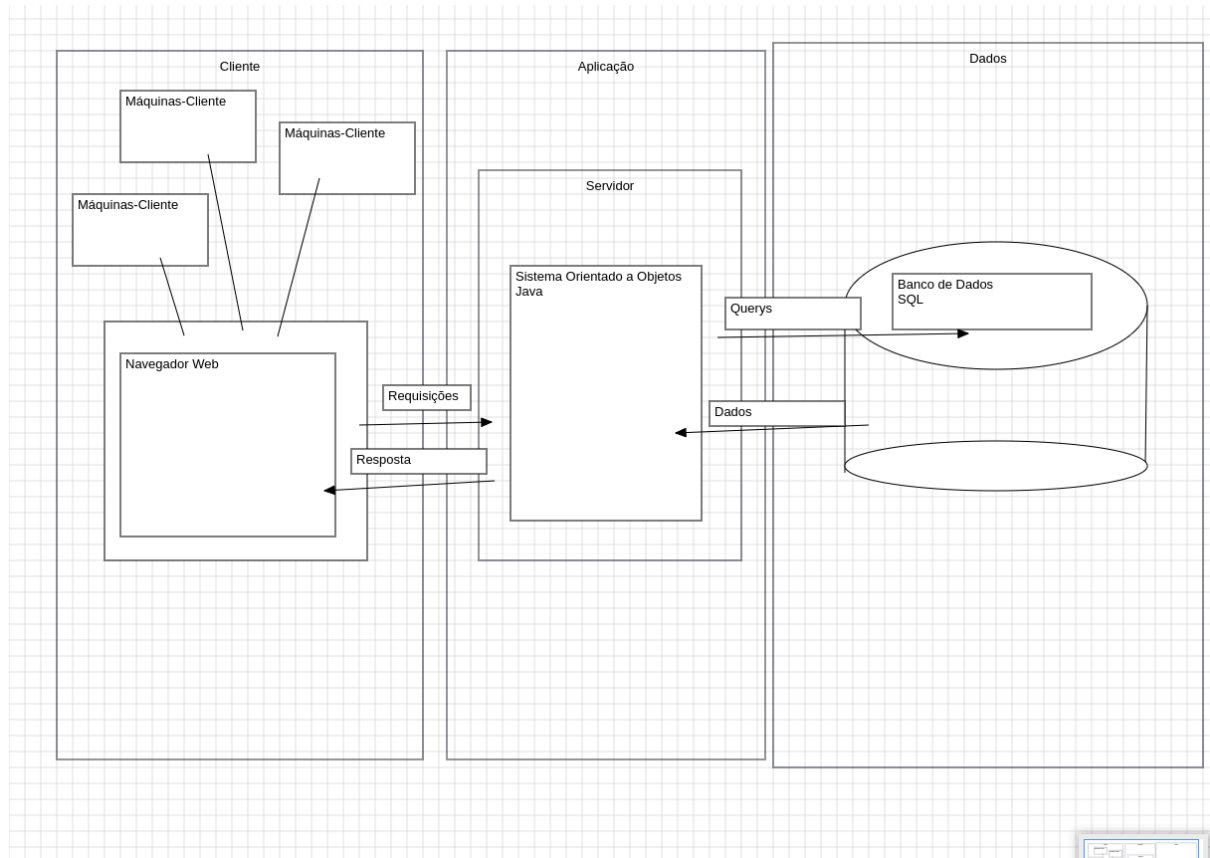 Cliente
Máquinas-Cliente
Máquinas-Cliente
Máquinas-Cliente
Navegador Web
Requisições
Resposta
Aplicação
Servidor
Sistema Orientado a Objetos
Java
Querys
Dados
Dados
Banco de Dados
SQL